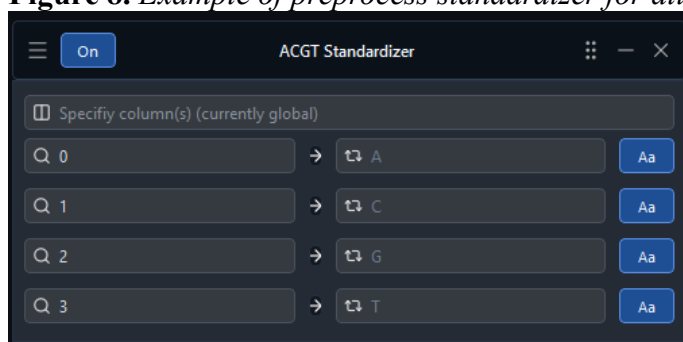 Figure 8. Example of preprocess standardizer for all
On ACGT Standardizer
Specifiy column(s) (currently global)
0 → A Aa
1 → C Aa
2 → G Aa
3 → T Aa